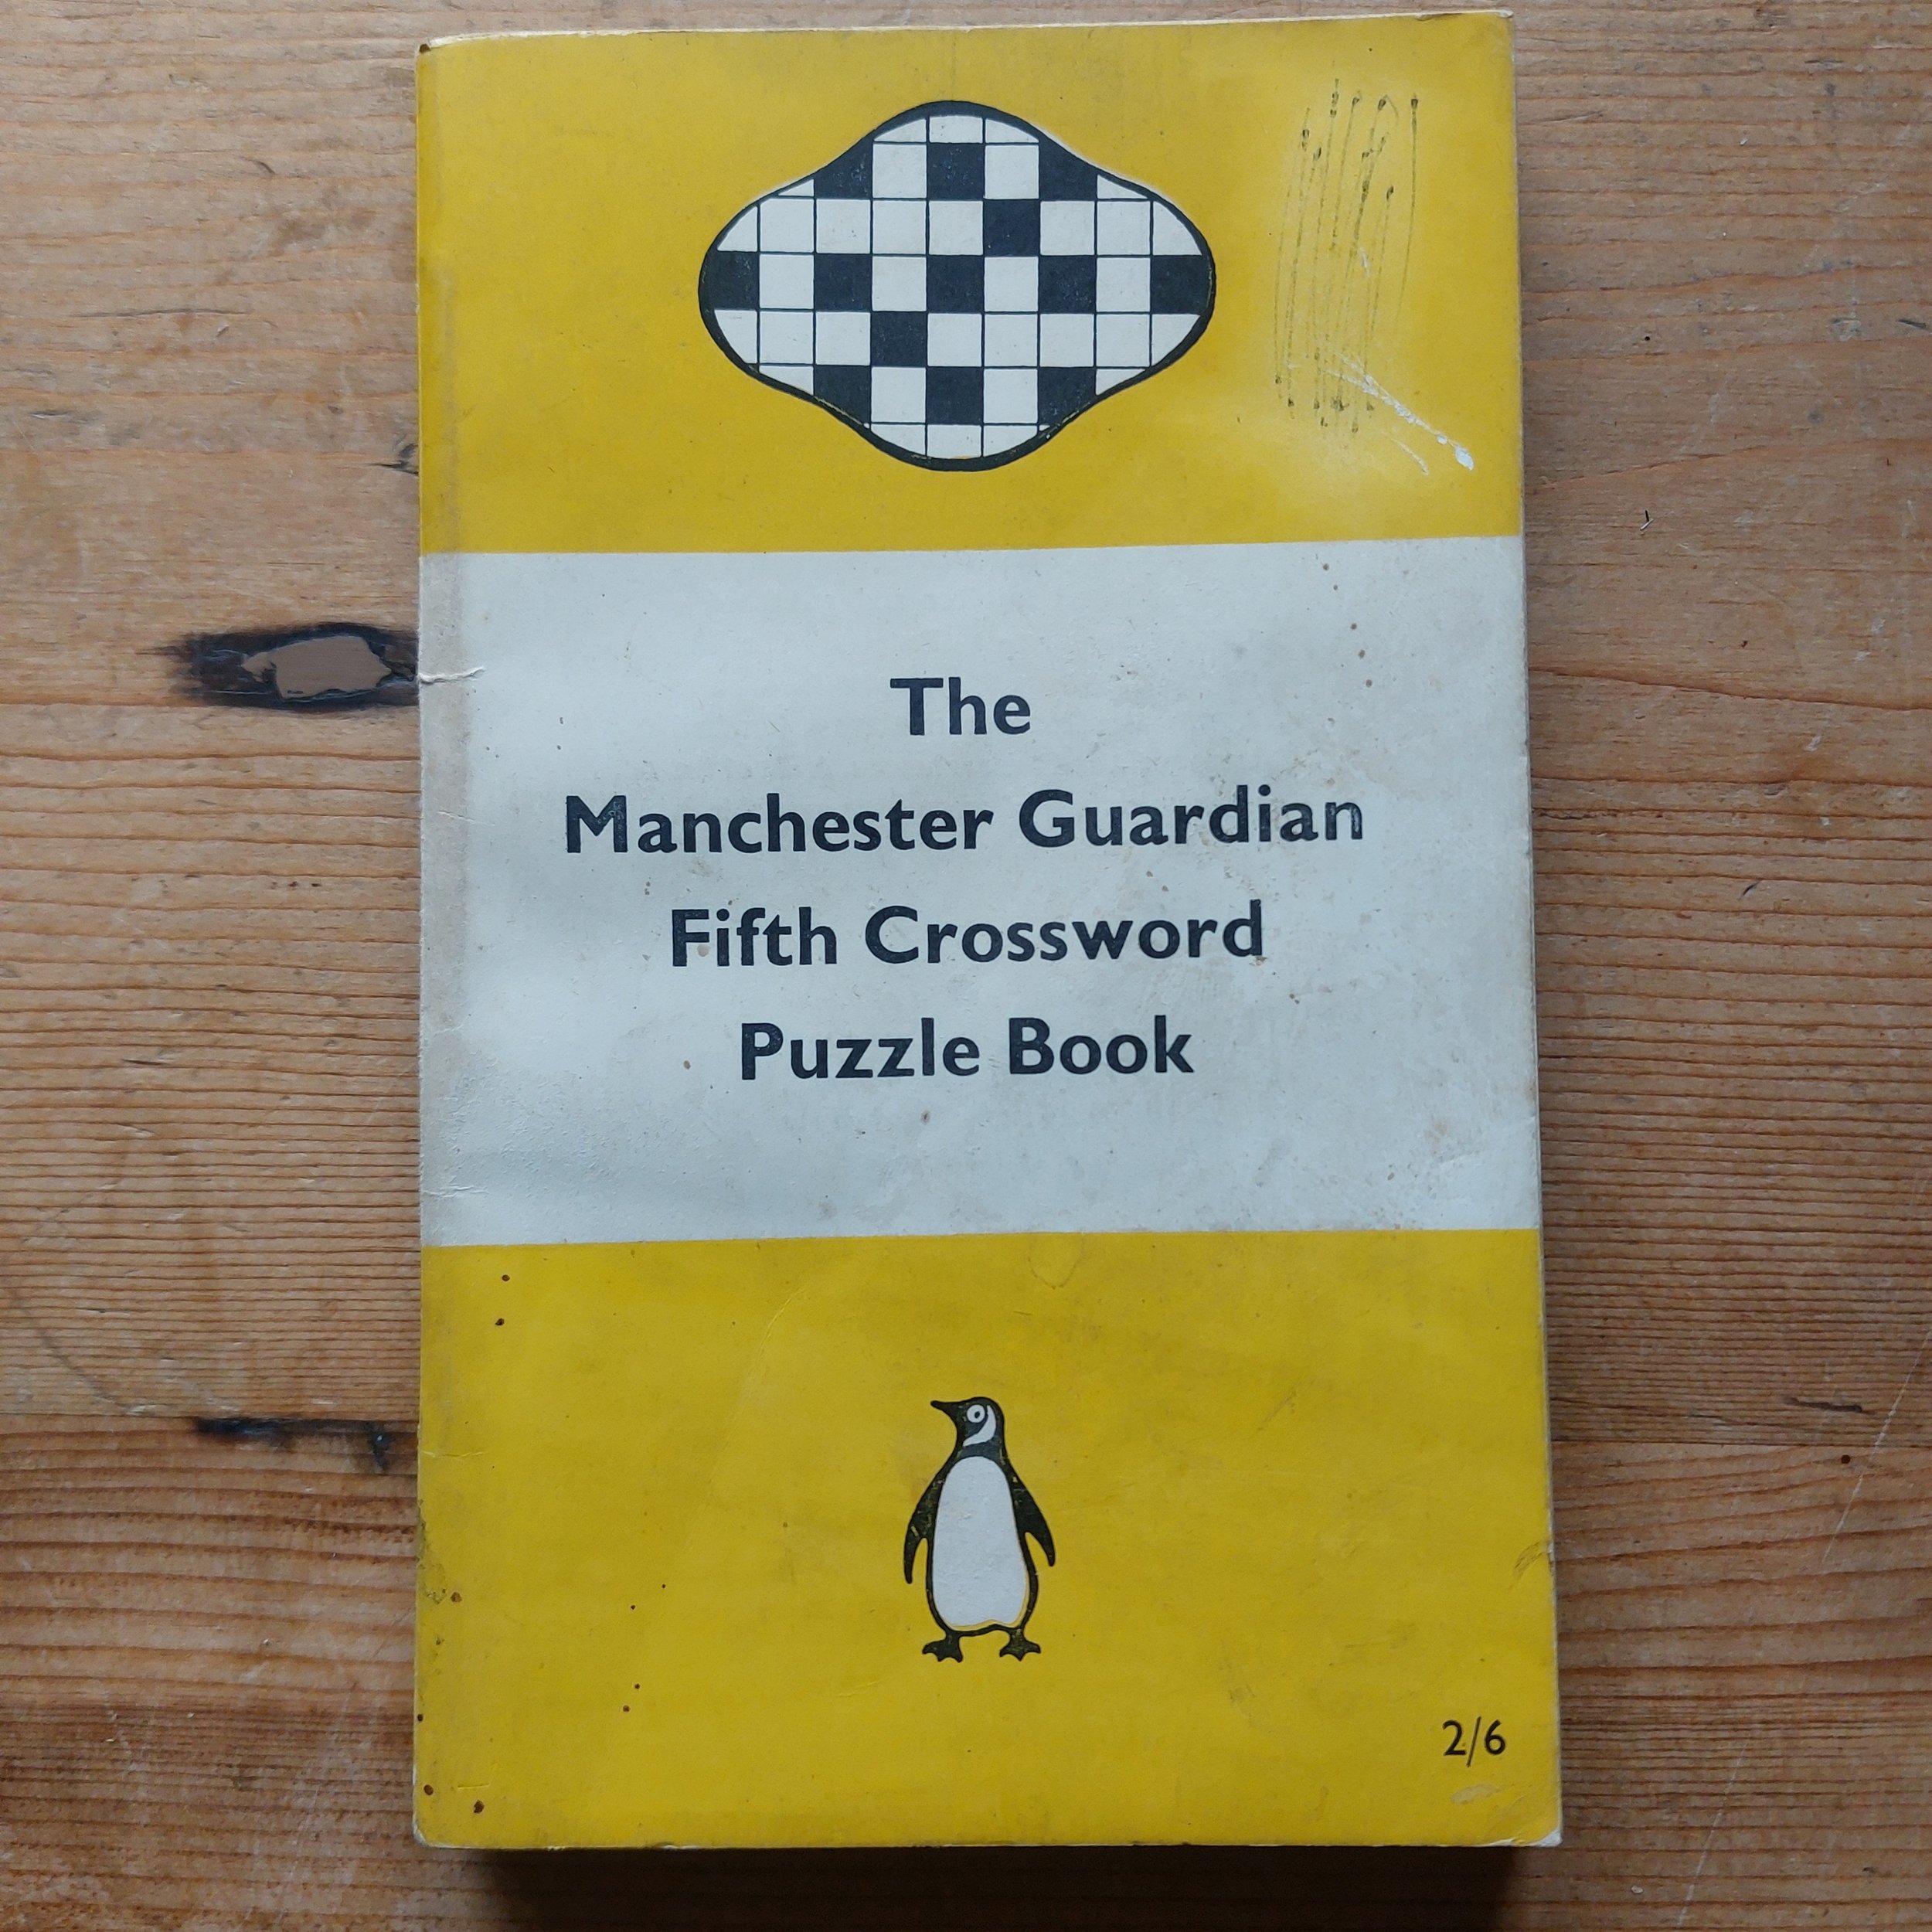 The
Manchester Guardian
Fifth Crossword
Puzzle Book
2/6